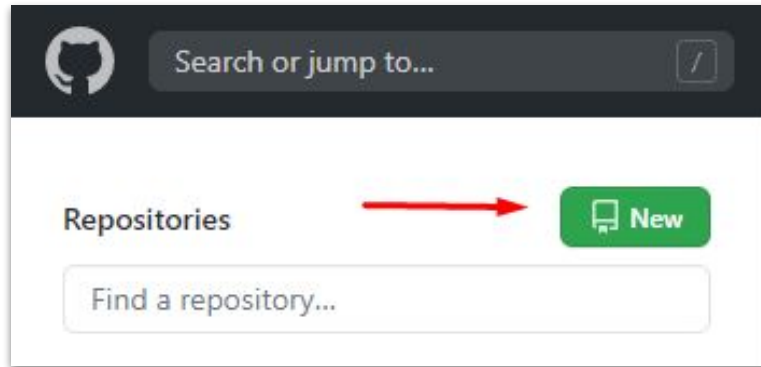 Search or jump to...
/
Repositories
New
Find a repository...